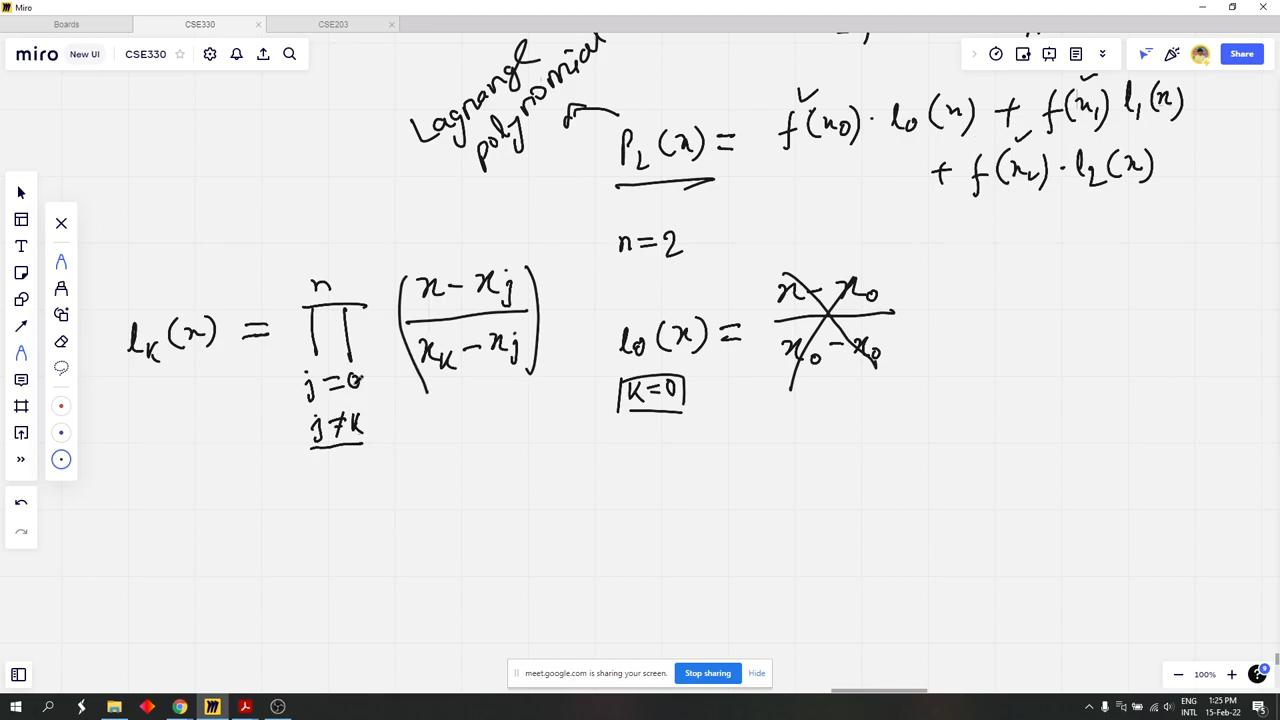 Miro
Boards
CSE330
CSE203
miro
New UI
CSE330
Share
Lagrange
polynomial
P₂(x) = f(x₀) · l₀(x) + f(x₁) l₁(x)
+ f(x₂) · l₂(x)
n = 2
lₖ(x) = ∏ ( x - xⱼ / xₖ - xⱼ )
n
j = 0
j ≠ k
l₀(x) = x - x₀ / x₀ - x₀
k = 0
meet.google.com is sharing your screen.
Stop sharing
Hide
100%
9
ENG
INTL
1:25 PM
15-Feb-22
5